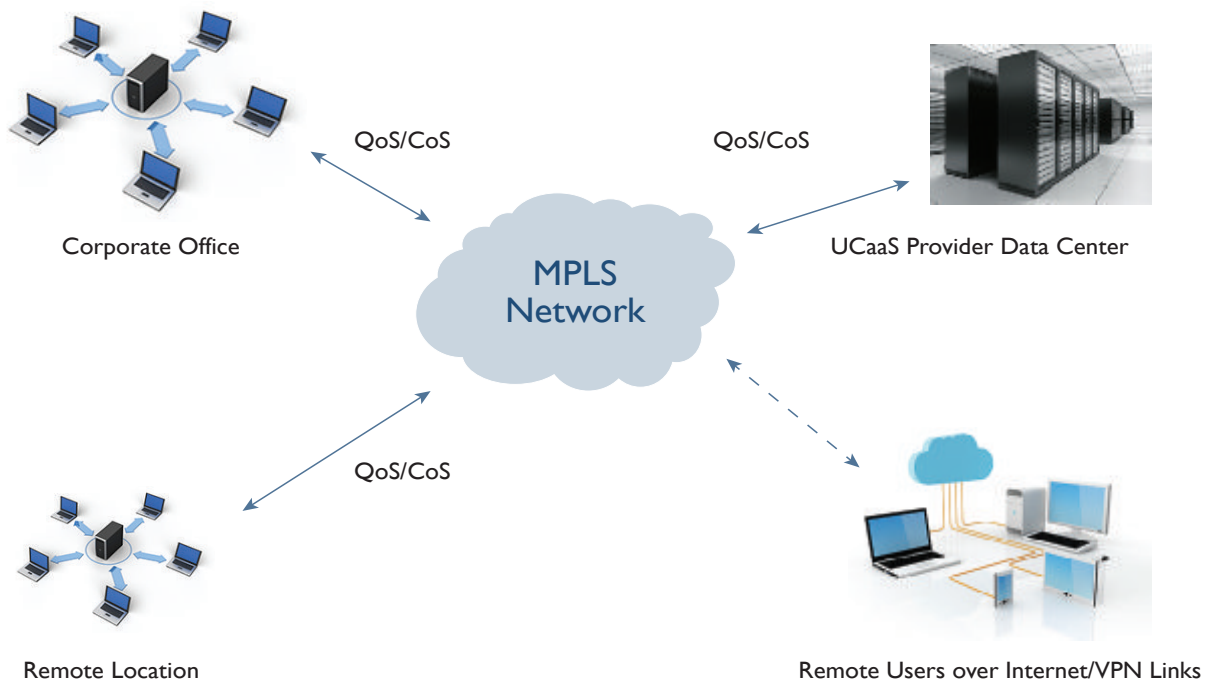 QoS/CoS
QoS/CoS
Corporate Office
UCaaS Provider Data Center
MPLS
Network
QoS/CoS
Remote Location
Remote Users over Internet/VPN Links